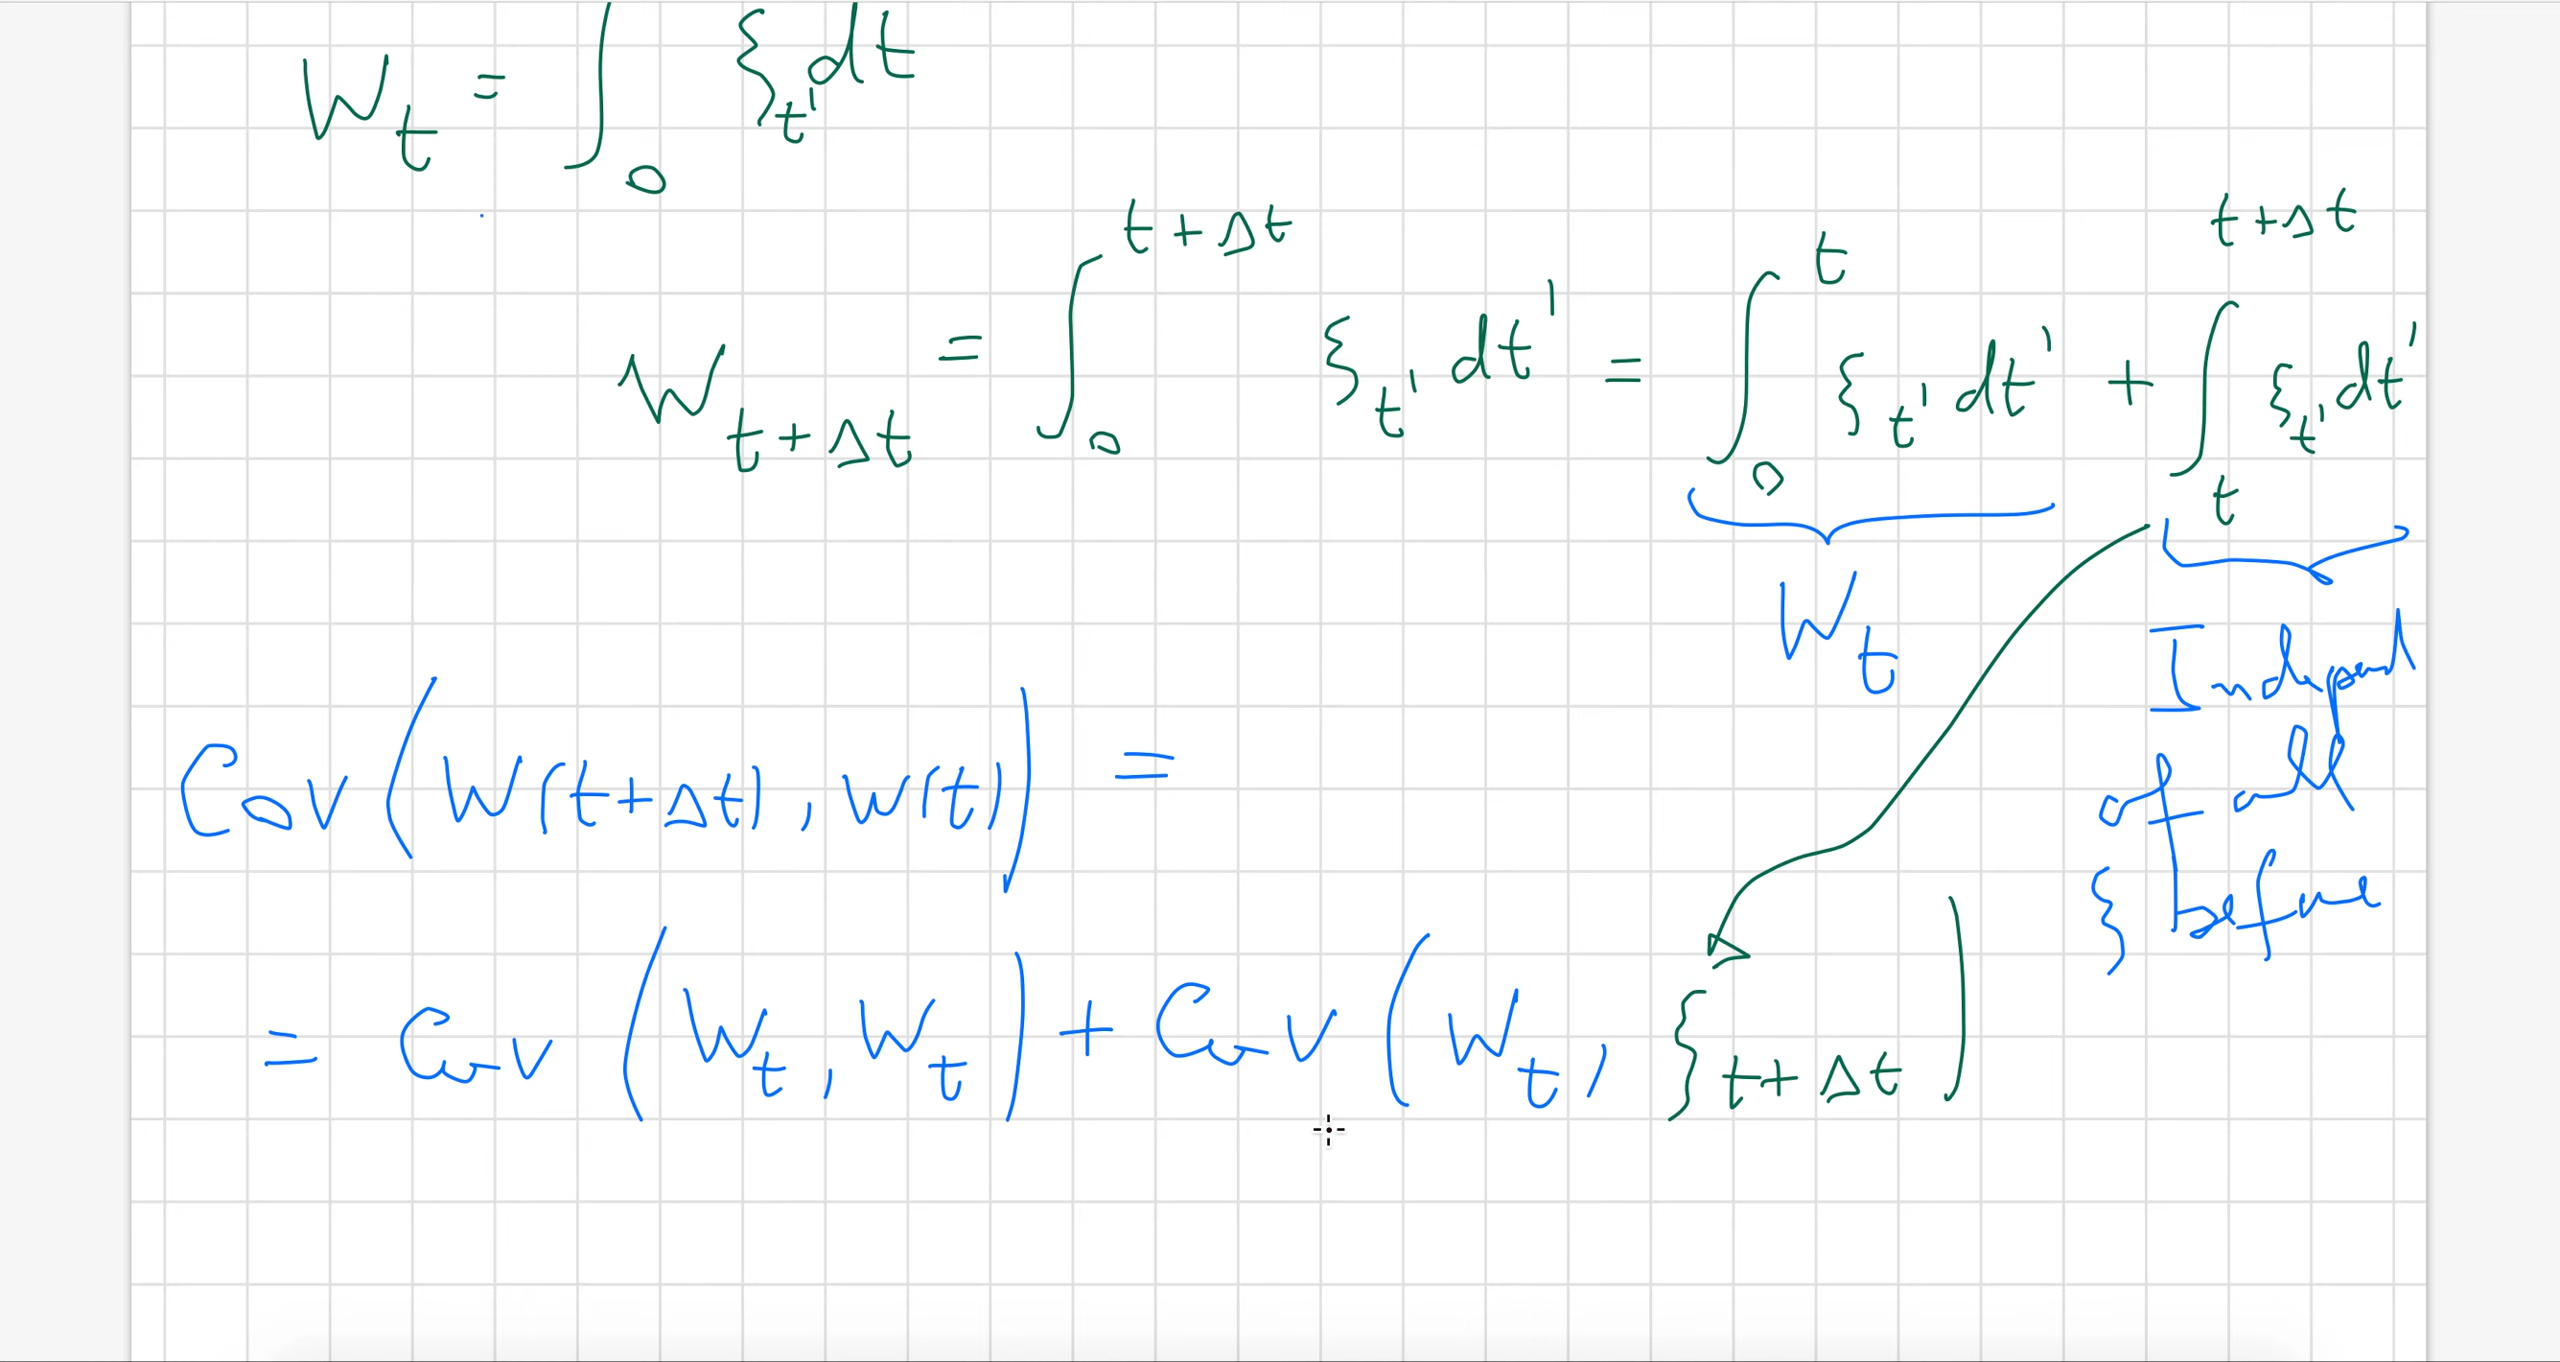 W_t = ∫_0 ξ_t' dt
W_{t+Δt} = ∫_0^{t+Δt} ξ_t' dt' = ∫_0^t ξ_t' dt' + ∫_t^{t+Δt} ξ_t' dt'
W_t
Independ
of all
ξ before
Cov (W(t+Δt), W(t)) =
= Cov (W_t, W_t) + Cov (W_t, ξ_{t+Δt})